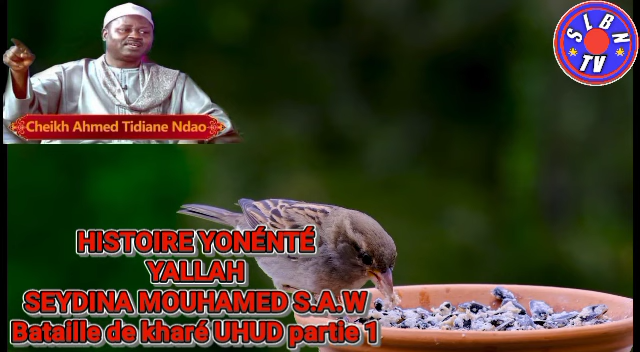 SLBN
TV
Cheikh Ahmed Tidiane Ndao
HISTOIRE YONÉNTÉ
YALLAH
SEYDINA MOUHAMED S.A.W
Bataille de kharé UHUD partie 1